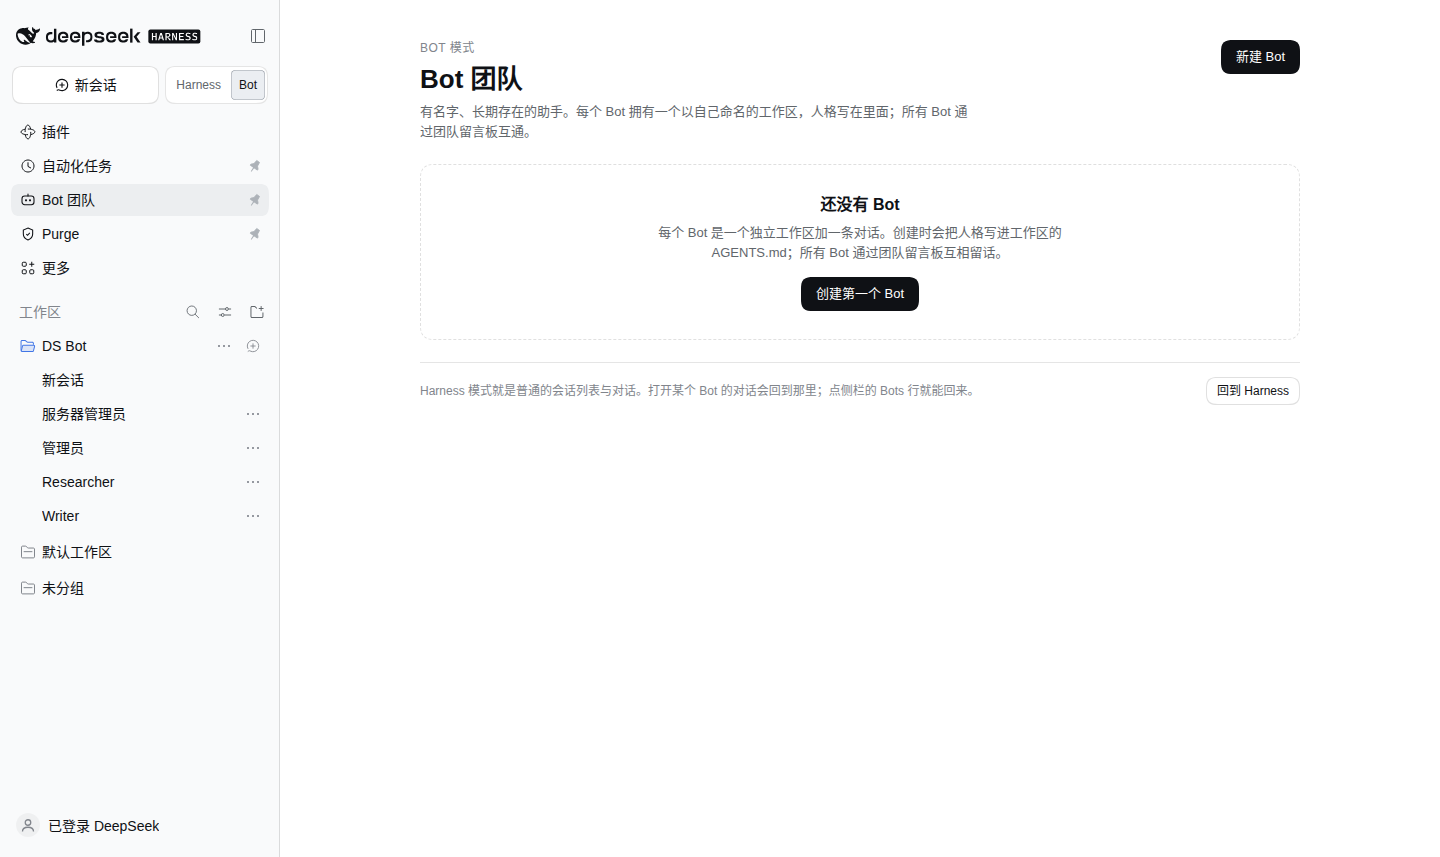 deepseek HARNESS
新会话
Harness
Bot
插件
自动化任务
Bot 团队
Purge
更多
工作区
DS Bot
新会话
服务器管理员
管理员
Researcher
Writer
默认工作区
未分组
已登录 DeepSeek
BOT 模式
Bot 团队
有名字、长期存在的助手。每个 Bot 拥有一个以自己命名的工作区，人格写在里面；所有 Bot 通
过团队留言板互通。
新建 Bot
还没有 Bot
每个 Bot 是一个独立工作区加一条对话。创建时会把人格写进工作区的
AGENTS.md；所有 Bot 通过团队留言板互相留话。
创建第一个 Bot
Harness 模式就是普通的会话列表与对话。打开某个 Bot 的对话会回到那里；点侧栏的 Bots 行就能回来。
回到 Harness